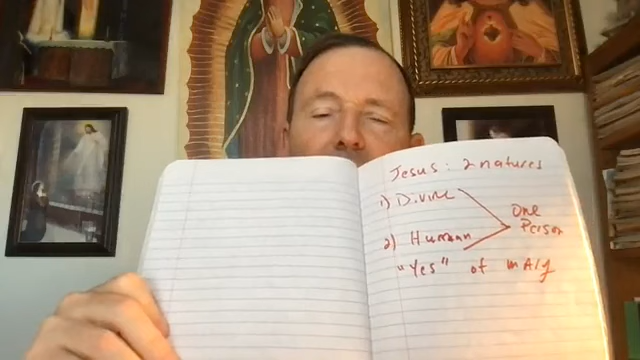 Jesus: 2 natures
1) Divine
One
Person
2) Human
"Yes" of mAry